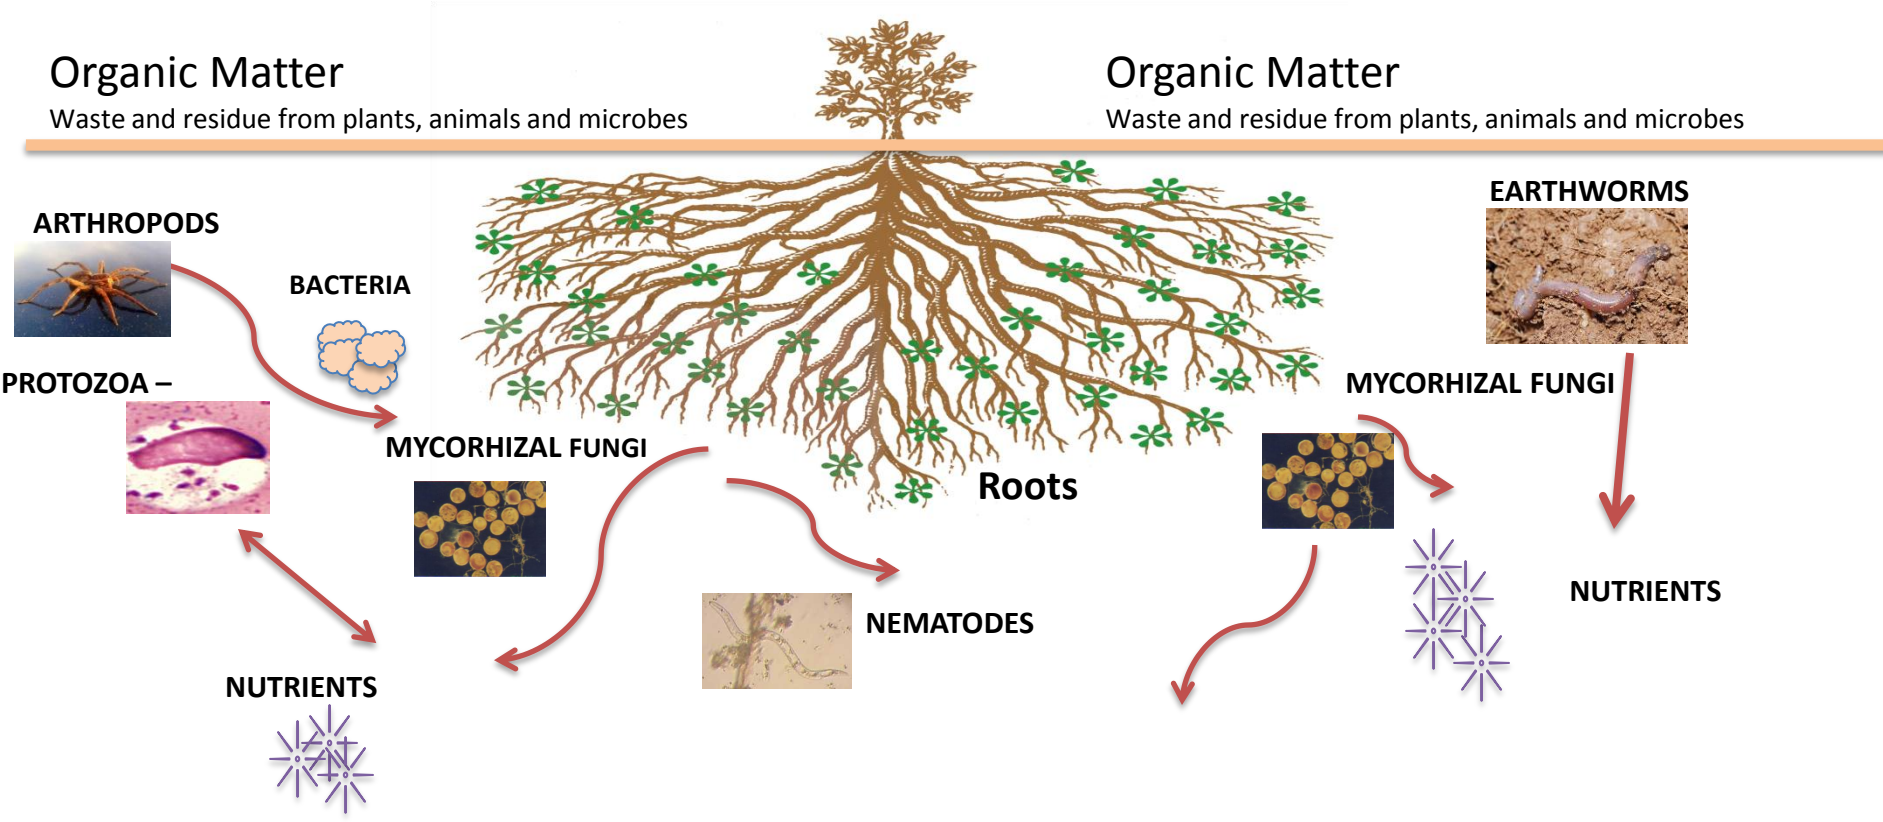 Organic Matter
Waste and residue from plants, animals and microbes
Organic Matter
Waste and residue from plants, animals and microbes
ARTHROPODS
BACTERIA
PROTOZOA –
MYCORHIZAL FUNGI
NUTRIENTS
Roots
NEMATODES
EARTHWORMS
MYCORHIZAL FUNGI
NUTRIENTS